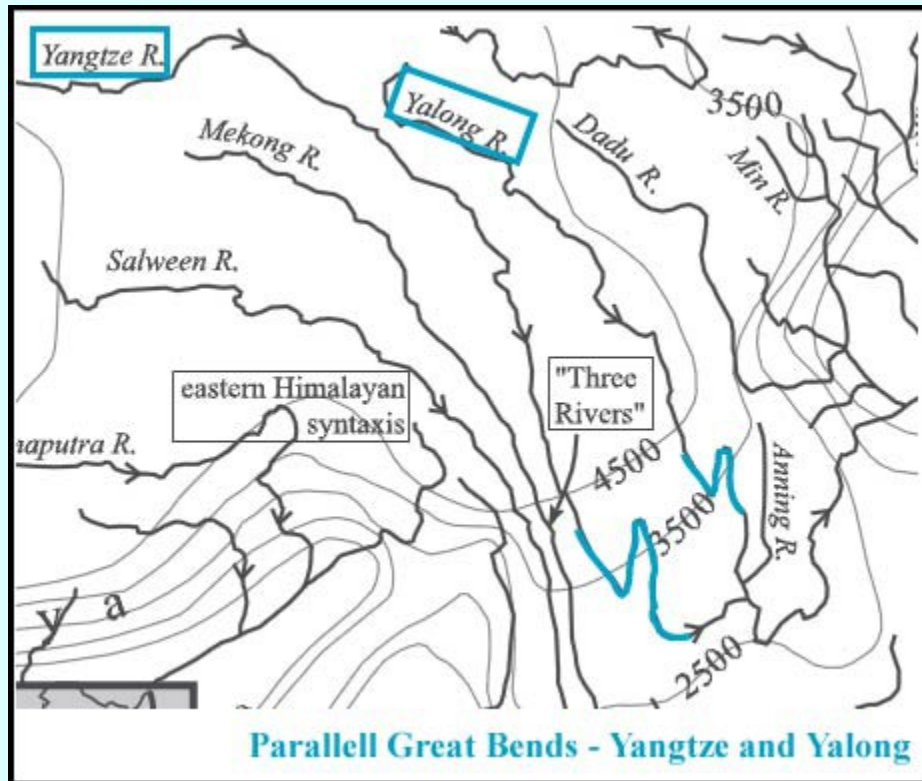 Yangtze R.
Yalong R.
3500
Mekong R.
Dadu R.
Min R.
Salween R.
eastern Himalayan
syntaxis
"Three
Rivers"
naputra R.
4500
3500
Anning R.
y a
2500
Parallell Great Bends - Yangtze and Yalong